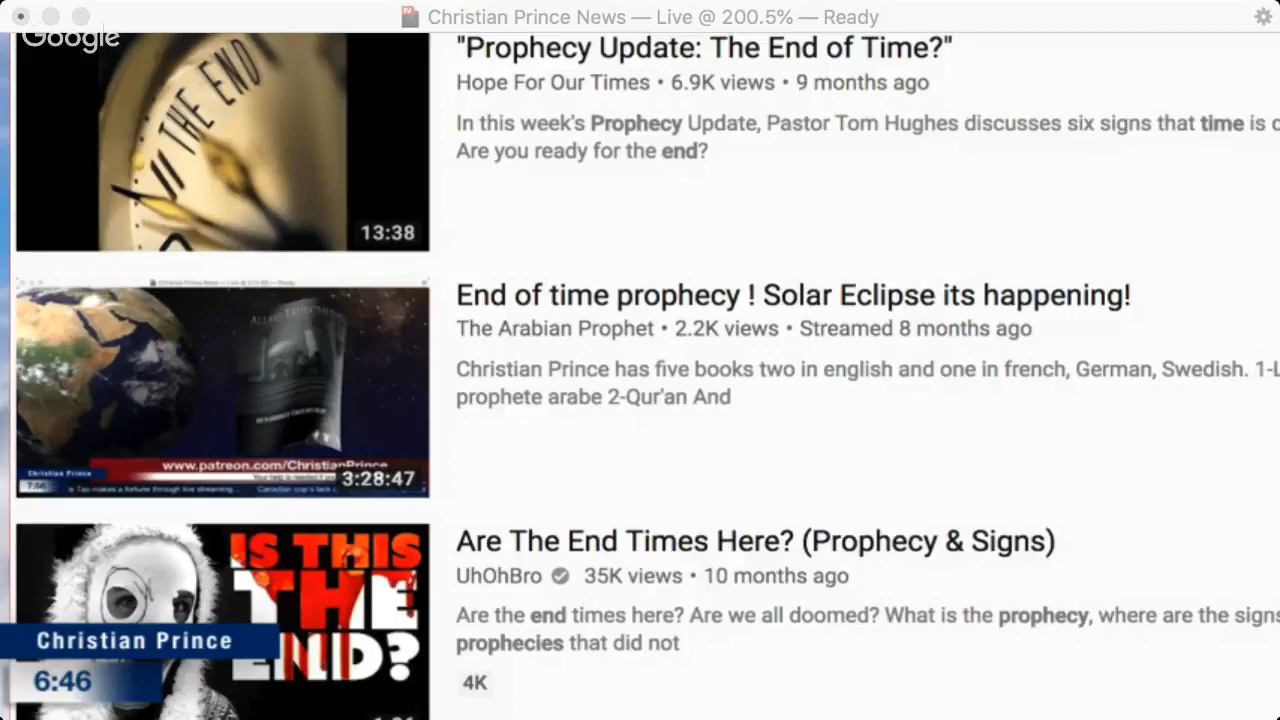 Christian Prince News — Live @ 200.5% — Ready
Google
THE END
13:38
"Prophecy Update: The End of Time?"
Hope For Our Times • 6.9K views • 9 months ago
In this week's Prophecy Update, Pastor Tom Hughes discusses six signs that time is
Are you ready for the end?
www.patreon.com/ChristianPrince
Christian Prince
7:56
3:28:47
End of time prophecy ! Solar Eclipse its happening!
The Arabian Prophet • 2.2K views • Streamed 8 months ago
Christian Prince has five books two in english and one in french, German, Swedish. 1-L
prophete arabe 2-Qur'an And
IS THIS
THE
END?
Are The End Times Here? (Prophecy & Signs)
UhOhBro 35K views • 10 months ago
Are the end times here? Are we all doomed? What is the prophecy, where are the signs
prophecies that did not
4K
Christian Prince
6:46